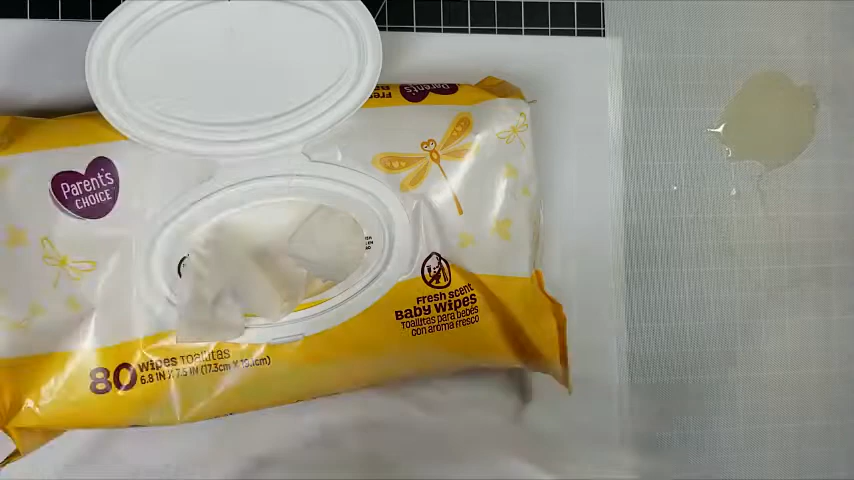 Parent's
Fresh
Parent's
CHOICE
Fresh scent
Baby Wipes
Toallitas para bebés
con aroma fresco
80 Wipes Toallitas
6.8 IN X 7.5 IN (17.3cm X 19.1cm)